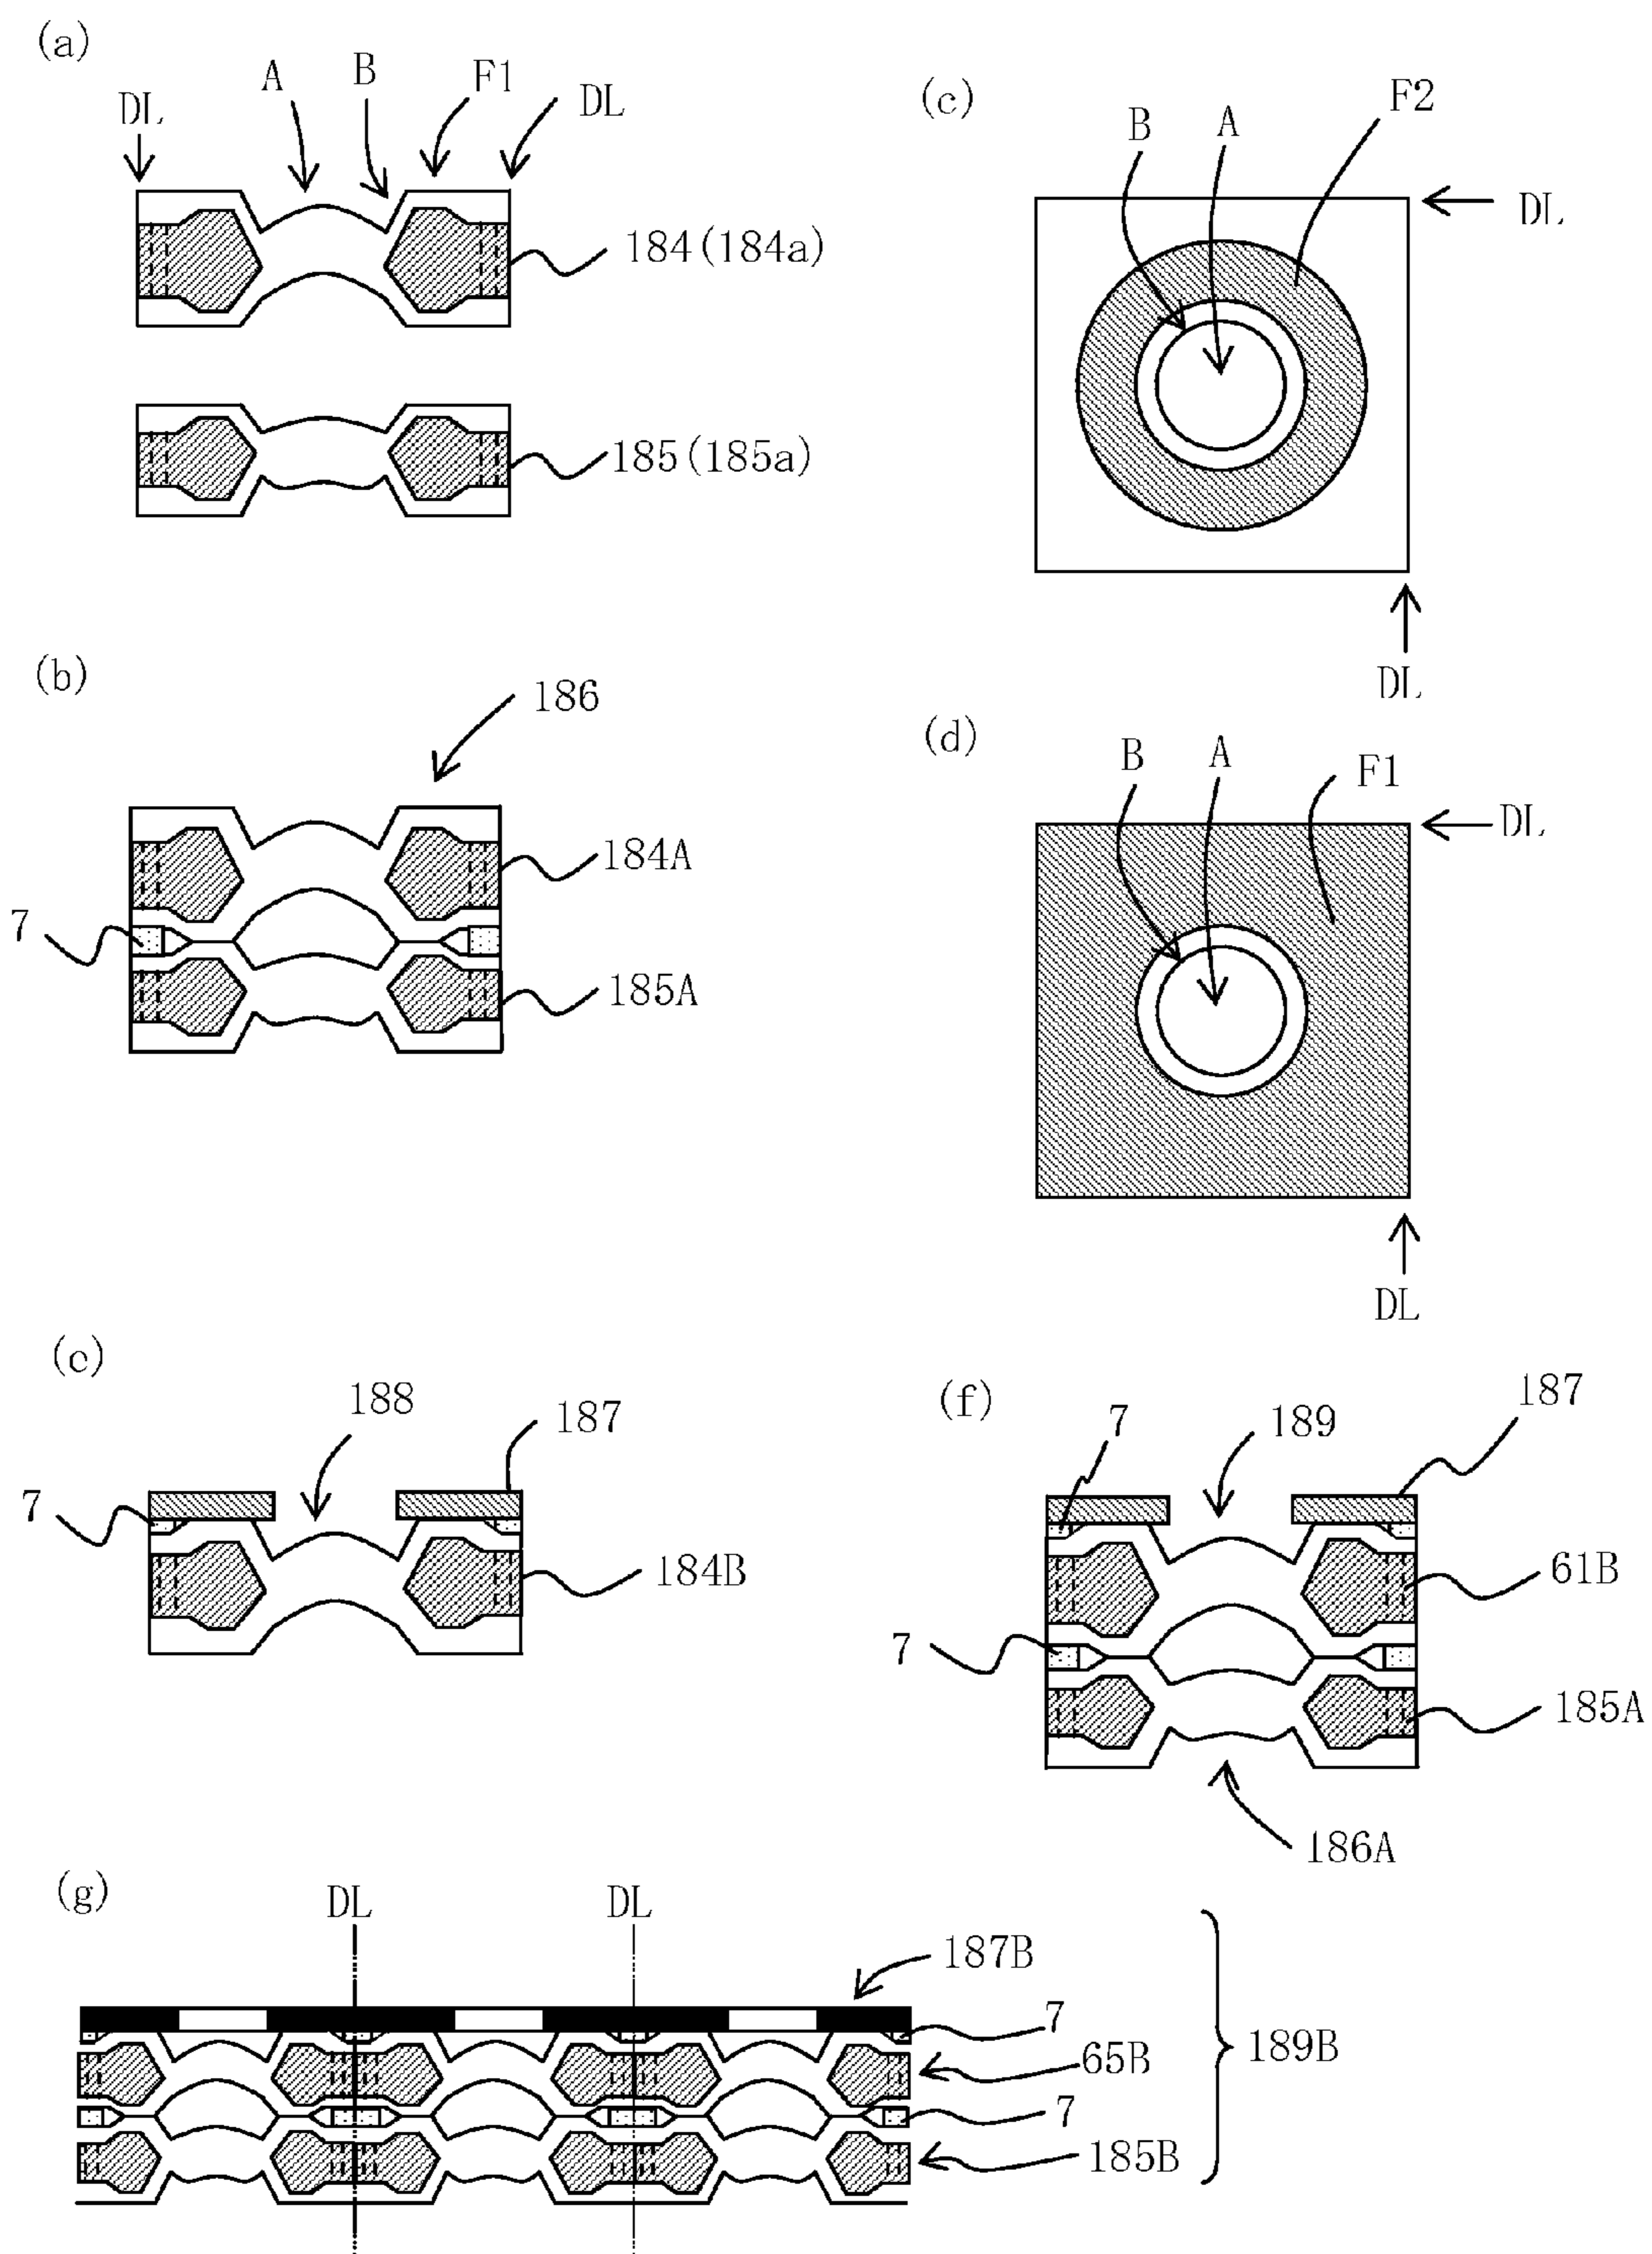 (a)
DL
A
B
F1
DL
184(184a)
185(185a)
(b)
186
184A
7
185A
(c)
B
A
F2
DL
DL
(d)
B
A
F1
DL
DL
(e)
188
187
7
184B
(f)
7
189
187
61B
7
185A
186A
(g)
DL
DL
187B
7
65B
7
185B
189B